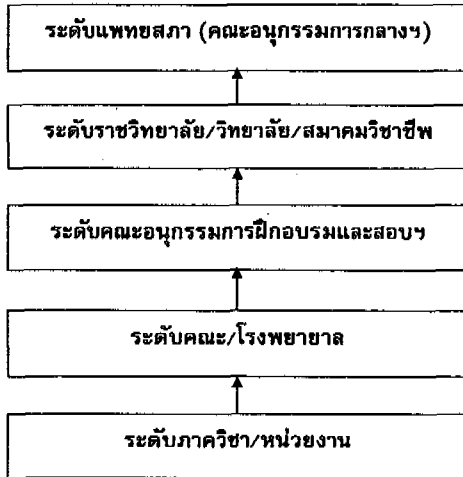 ระดับแพทยสภา (คณะอนุกรรมการกลางฯ)
ระดับราชวิทยาลัย/วิทยาลัย/สมาคมวิชาชีพ
ระดับคณะอนุกรรมการฝึกอบรมและสอบฯ
ระดับคณะ/โรงพยายาล
ระดับภาควิชา/หน่วยงาน